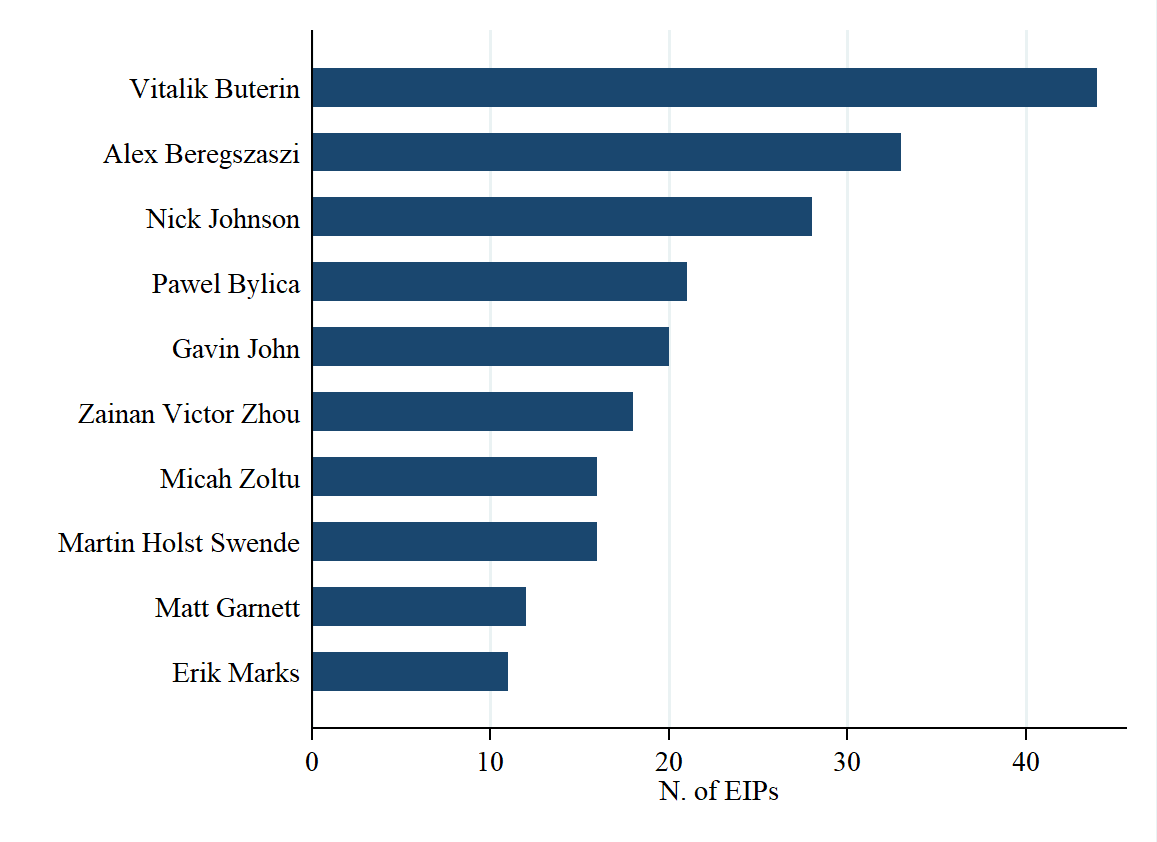 Vitalik Buterin
Alex Beregszaszi
Nick Johnson
Pawel Bylica
Gavin John
Zainan Victor Zhou
Micah Zoltu
Martin Holst Swende
Matt Garnett
Erik Marks
0 10 20 30 40
N. of EIPs